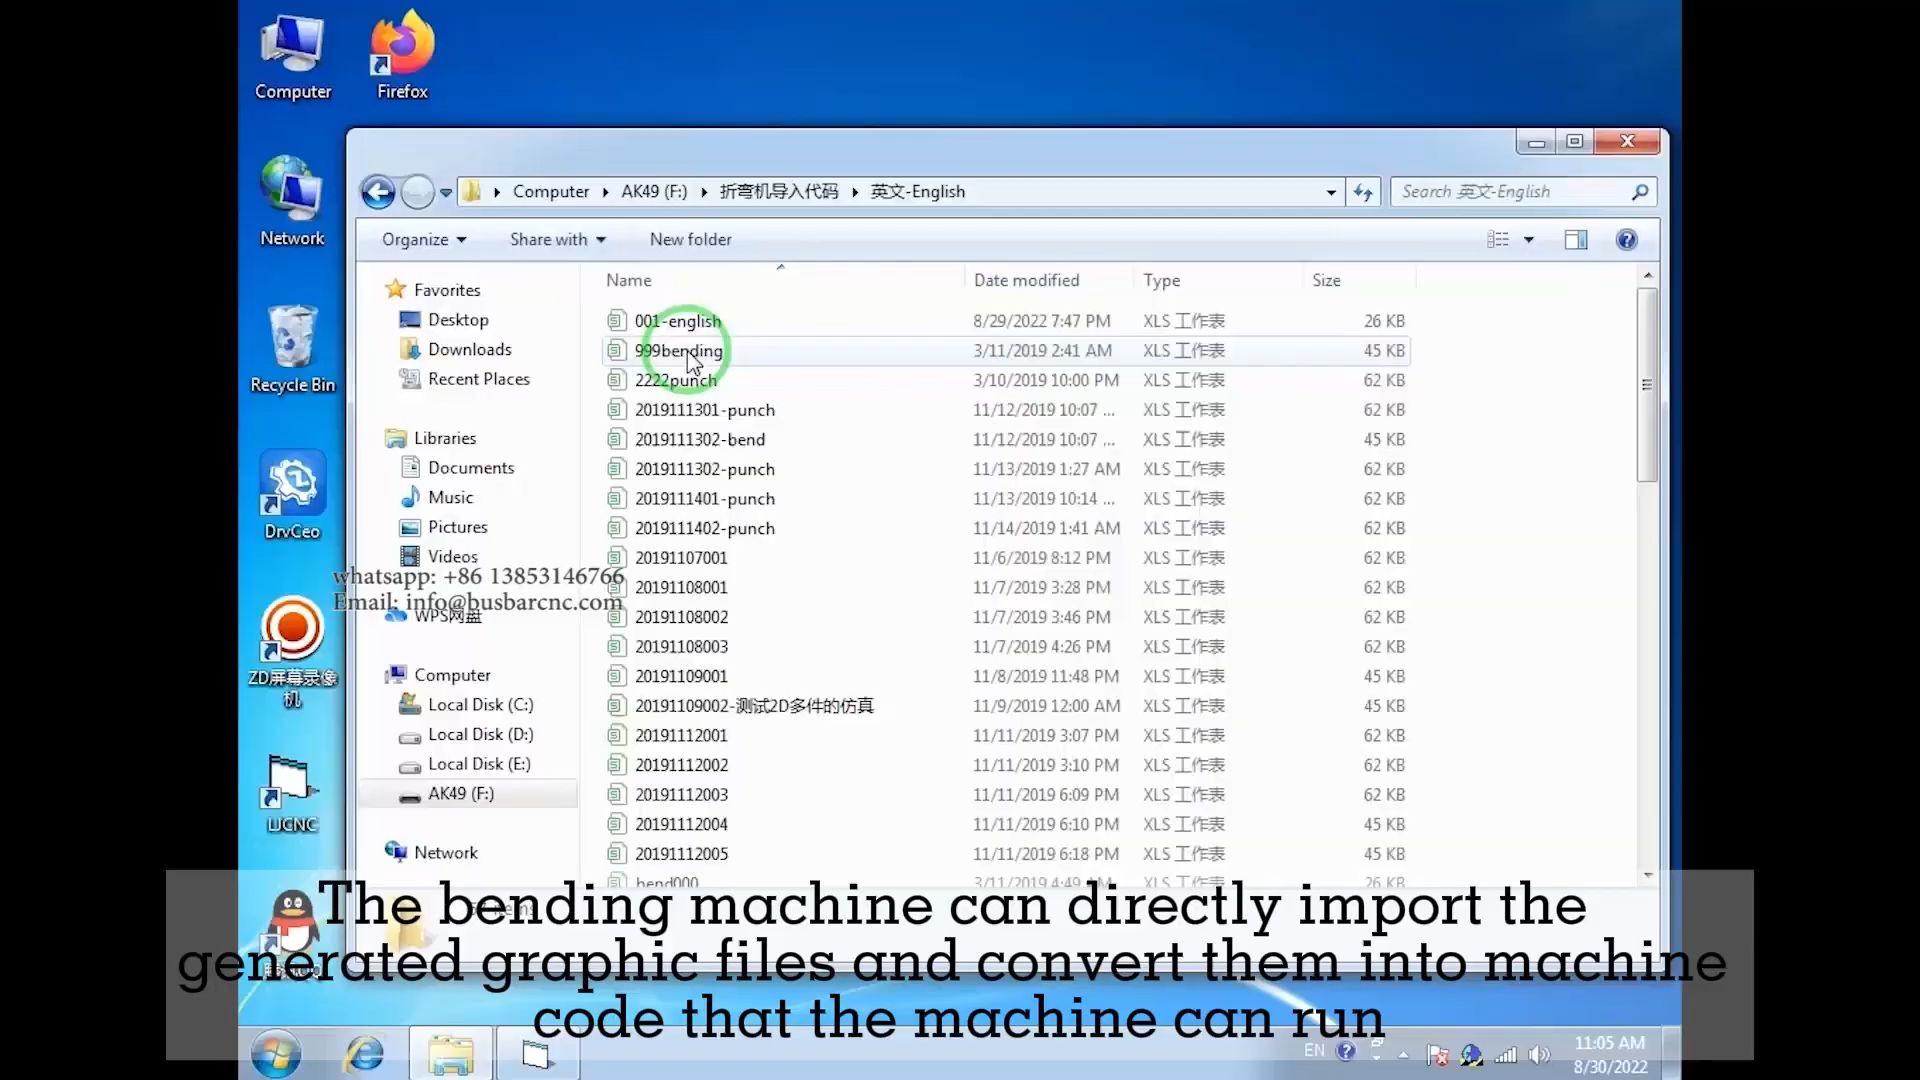 Computer
Firefox
Network
Recycle Bin
DrvCeo
ZD屏幕录像机
LJCNC
Computer ▸ AK49 (F:) ▸ 折弯机导入代码 ▸ 英文-English
Search 英文-English
Organize
Share with
New folder
Favorites
Desktop
Downloads
Recent Places
Libraries
Documents
Music
Pictures
Videos
WPS网盘
Computer
Local Disk (C:)
Local Disk (D:)
Local Disk (E:)
AK49 (F:)
Network
Name Date modified Type Size
001-english 8/29/2022 7:47 PM XLS 工作表 26 KB
999bending 3/11/2019 2:41 AM XLS 工作表 45 KB
2222punch 3/10/2019 10:00 PM XLS 工作表 62 KB
2019111301-punch 11/12/2019 10:07 ... XLS 工作表 62 KB
2019111302-bend 11/12/2019 10:07 ... XLS 工作表 45 KB
2019111302-punch 11/13/2019 1:27 AM XLS 工作表 62 KB
2019111401-punch 11/13/2019 10:14 ... XLS 工作表 62 KB
2019111402-punch 11/14/2019 1:41 AM XLS 工作表 62 KB
20191107001 11/6/2019 8:12 PM XLS 工作表 62 KB
20191108001 11/7/2019 3:28 PM XLS 工作表 62 KB
20191108002 11/7/2019 3:46 PM XLS 工作表 62 KB
20191108003 11/7/2019 4:26 PM XLS 工作表 62 KB
20191109001 11/8/2019 11:48 PM XLS 工作表 45 KB
20191109002-测试2D多件的仿真 11/9/2019 12:00 AM XLS 工作表 45 KB
20191112001 11/11/2019 3:07 PM XLS 工作表 62 KB
20191112002 11/11/2019 3:10 PM XLS 工作表 62 KB
20191112003 11/11/2019 6:09 PM XLS 工作表 62 KB
20191112004 11/11/2019 6:10 PM XLS 工作表 45 KB
20191112005 11/11/2019 6:18 PM XLS 工作表 45 KB
bend000 3/11/2019 4:49 AM XLS 工作表 26 KB
whatsapp: +86 13853146766
Email: info@busbarcnc.com
The bending machine can directly import the
generated graphic files and convert them into machine
code that the machine can run
EN
11:05 AM
8/30/2022